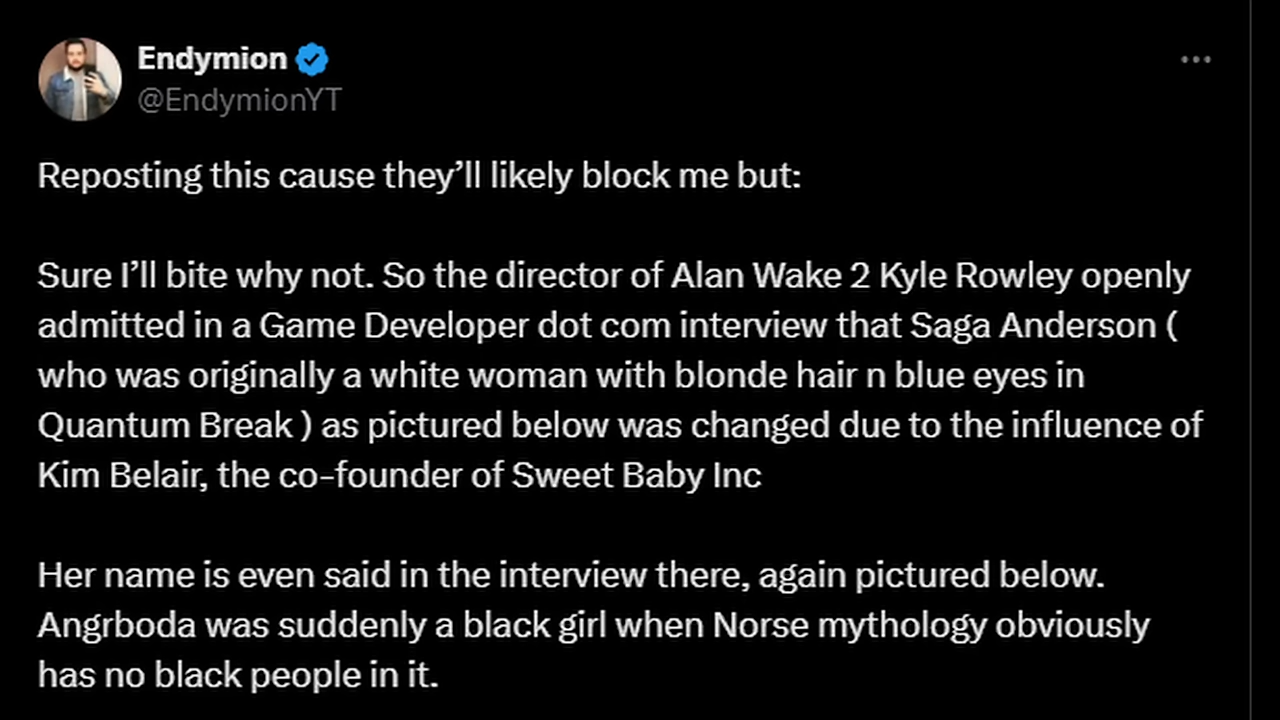 Endymion
@EndymionYT
Reposting this cause they’ll likely block me but:
Sure I’ll bite why not. So the director of Alan Wake 2 Kyle Rowley openly
admitted in a Game Developer dot com interview that Saga Anderson (
who was originally a white woman with blonde hair n blue eyes in
Quantum Break ) as pictured below was changed due to the influence of
Kim Belair, the co-founder of Sweet Baby Inc
Her name is even said in the interview there, again pictured below.
Angrboda was suddenly a black girl when Norse mythology obviously
has no black people in it.